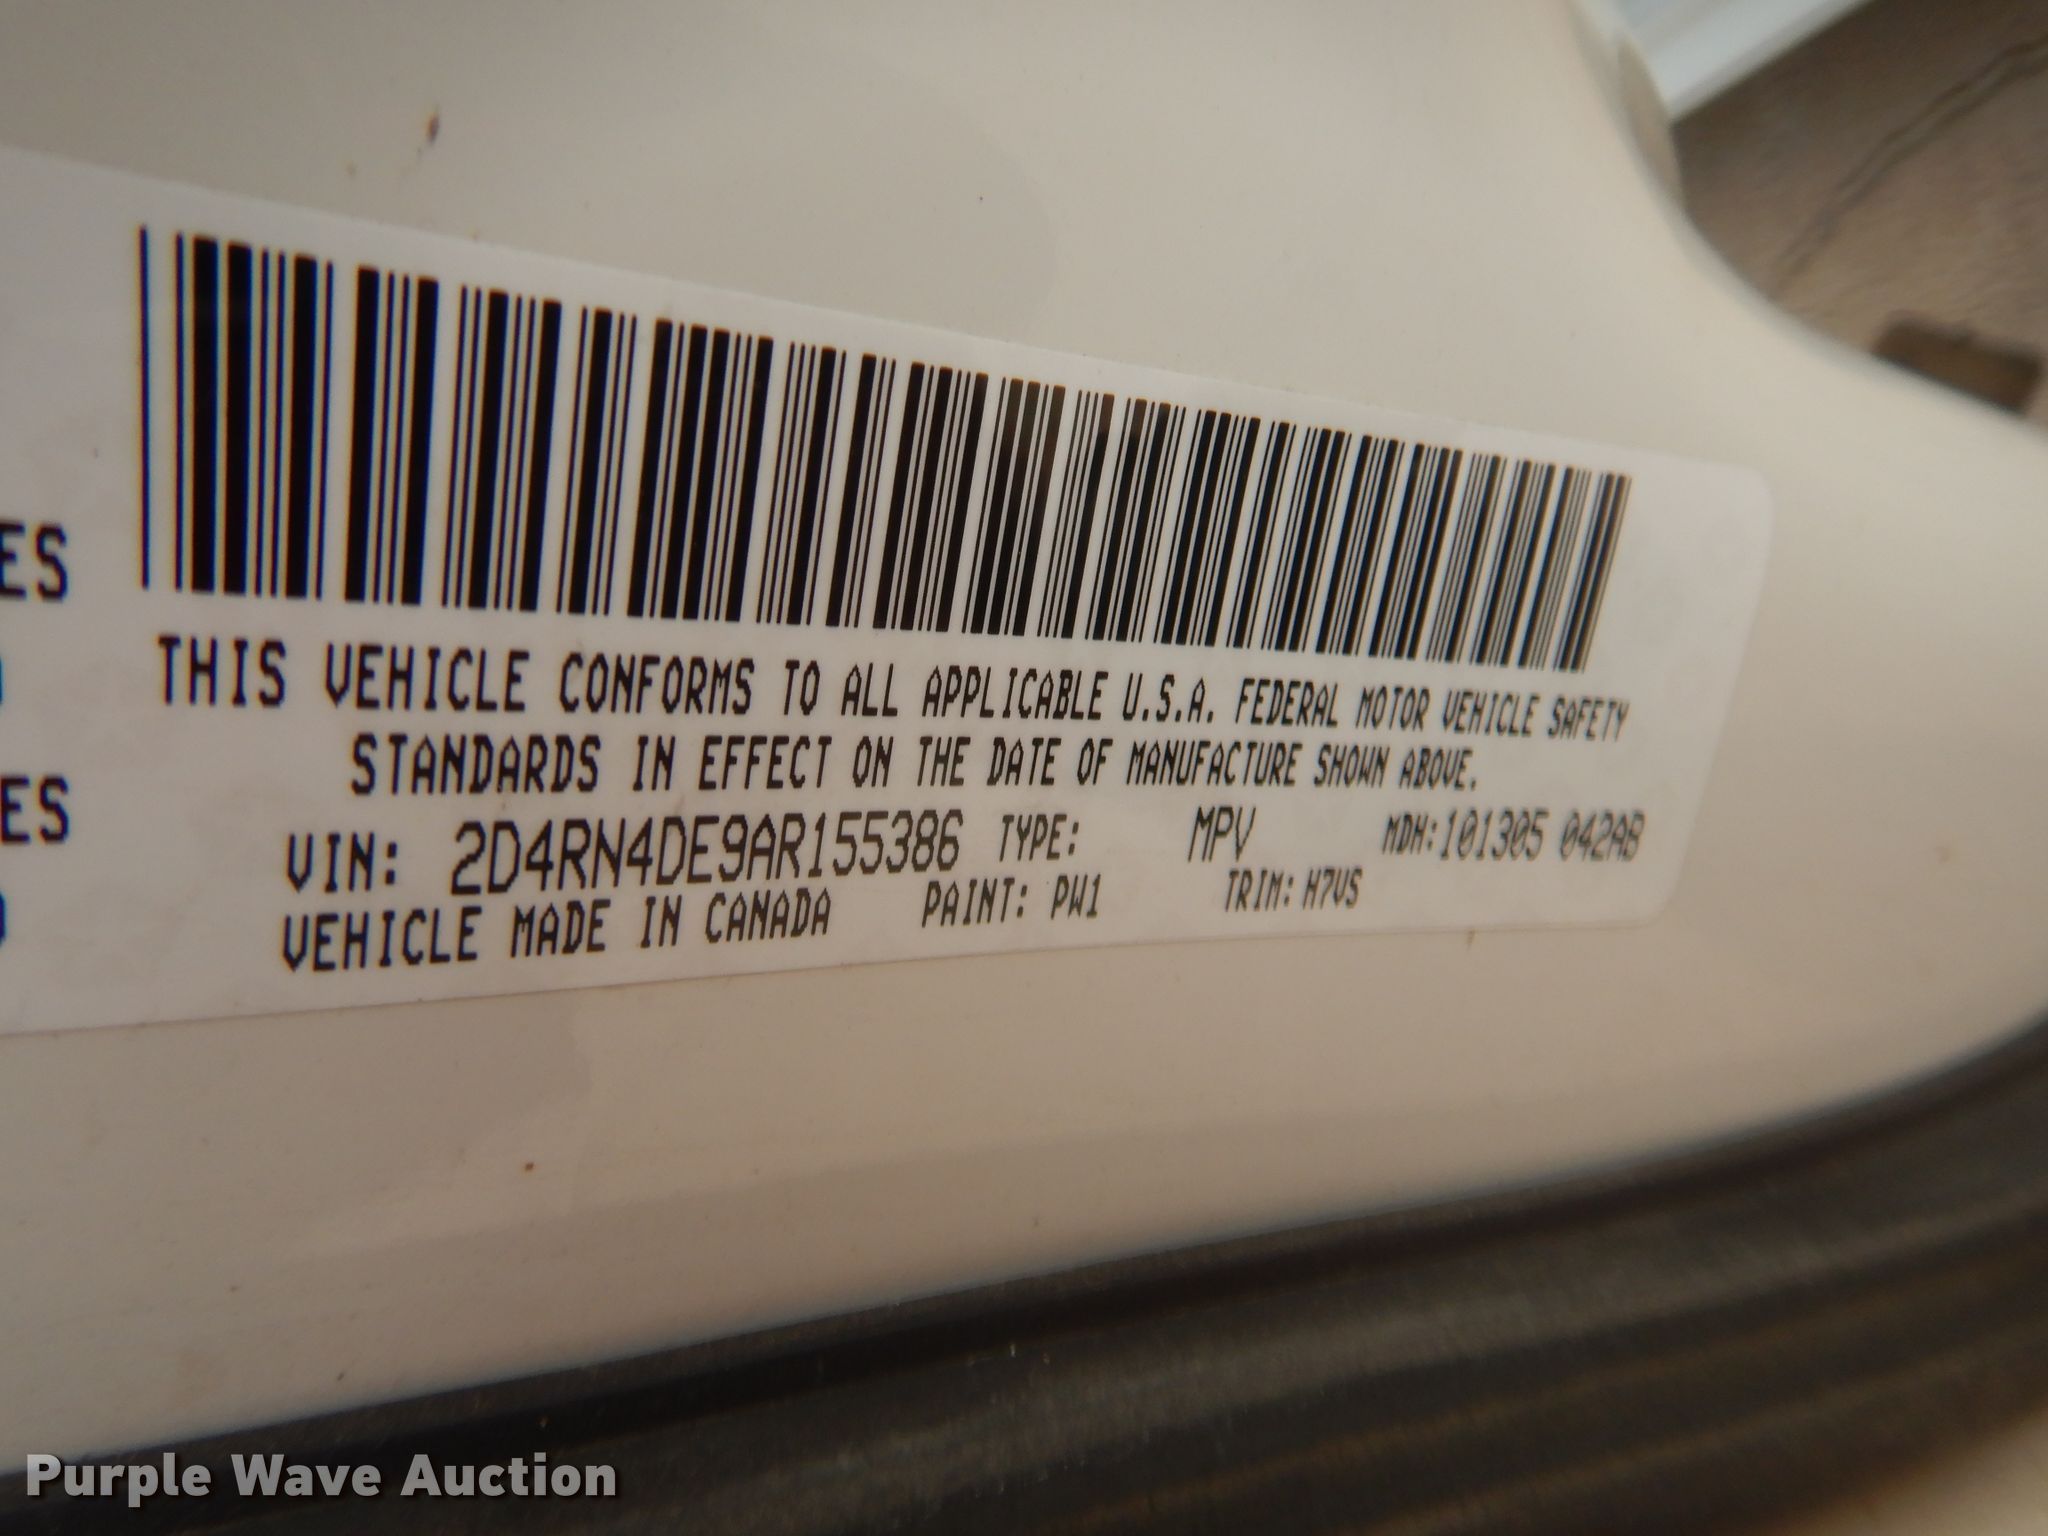 ES
ES
THIS VEHICLE CONFORMS TO ALL APPLICABLE U.S.A. FEDERAL MOTOR VEHICLE SAFETY
STANDARDS IN EFFECT ON THE DATE OF MANUFACTURE SHOWN ABOVE.
VIN: 2D4RN4DE9AR155386 TYPE: MPV MDH:101305 042AB
VEHICLE MADE IN CANADA PAINT: PW1 TRIM: H7VS
Purple Wave Auction